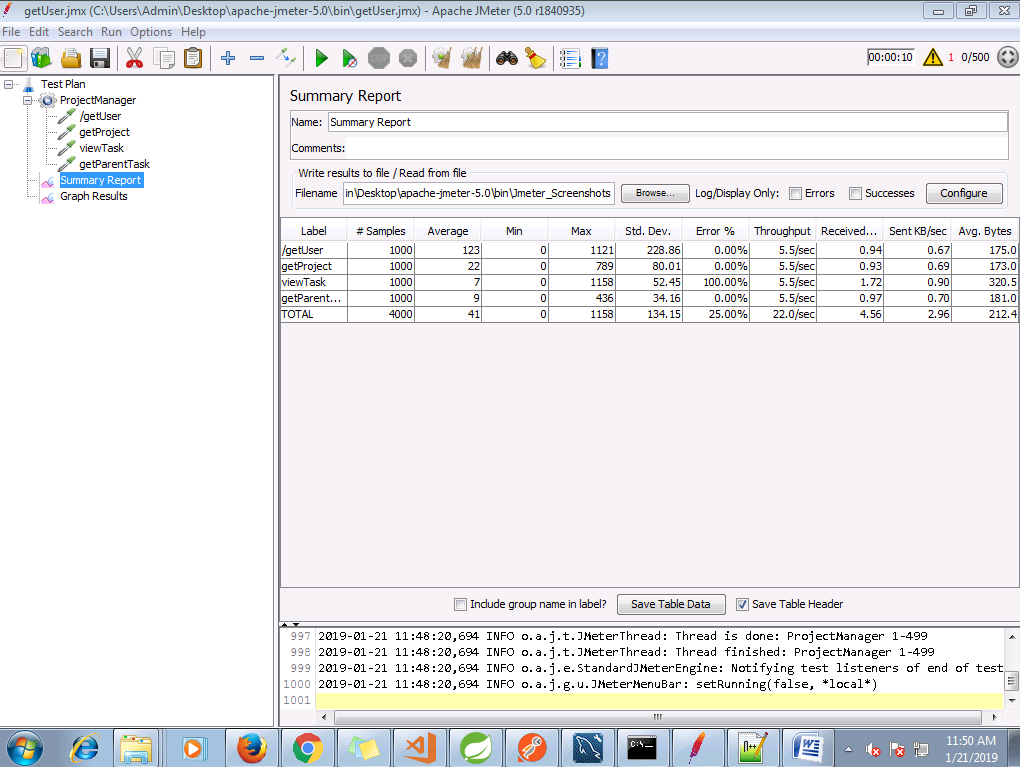 getUser.jmx (C:\Users\Admin\Desktop\apache-jmeter-5.0\bin\getUser.jmx) - Apache JMeter (5.0 r1840935)
File Edit Search Run Options Help
STOP 00:00:10 1 0/500
Test Plan
ProjectManager
/getUser
getProject
viewTask
getParentTask
Summary Report
Graph Results
Summary Report
Name: Summary Report
Comments:
Write results to file / Read from file
Filename in\Desktop\apache-jmeter-5.0\bin\Jmeter_Screenshots Browse... Log/Display Only: Errors Successes Configure
Label # Samples Average Min Max Std. Dev. Error % Throughput Received... Sent KB/sec Avg. Bytes
/getUser 1000 123 0 1121 228.86 0.00% 5.5/sec 0.94 0.67 175.0
getProject 1000 22 0 789 80.01 0.00% 5.5/sec 0.93 0.69 173.0
viewTask 1000 7 0 1158 52.45 100.00% 5.5/sec 1.72 0.90 320.5
getParent... 1000 9 0 436 34.16 0.00% 5.5/sec 0.97 0.70 181.0
TOTAL 4000 41 0 1158 134.15 25.00% 22.0/sec 4.56 2.96 212.4
Include group name in label? Save Table Data Save Table Header
997 2019-01-21 11:48:20,694 INFO o.a.j.t.JMeterThread: Thread is done: ProjectManager 1-499
998 2019-01-21 11:48:20,694 INFO o.a.j.t.JMeterThread: Thread finished: ProjectManager 1-499
999 2019-01-21 11:48:20,694 INFO o.a.j.e.StandardJMeterEngine: Notifying test listeners of end of test
1000 2019-01-21 11:48:20,694 INFO o.a.j.g.u.JMeterMenuBar: setRunning(false, *local*)
1001
11:50 AM
1/21/2019